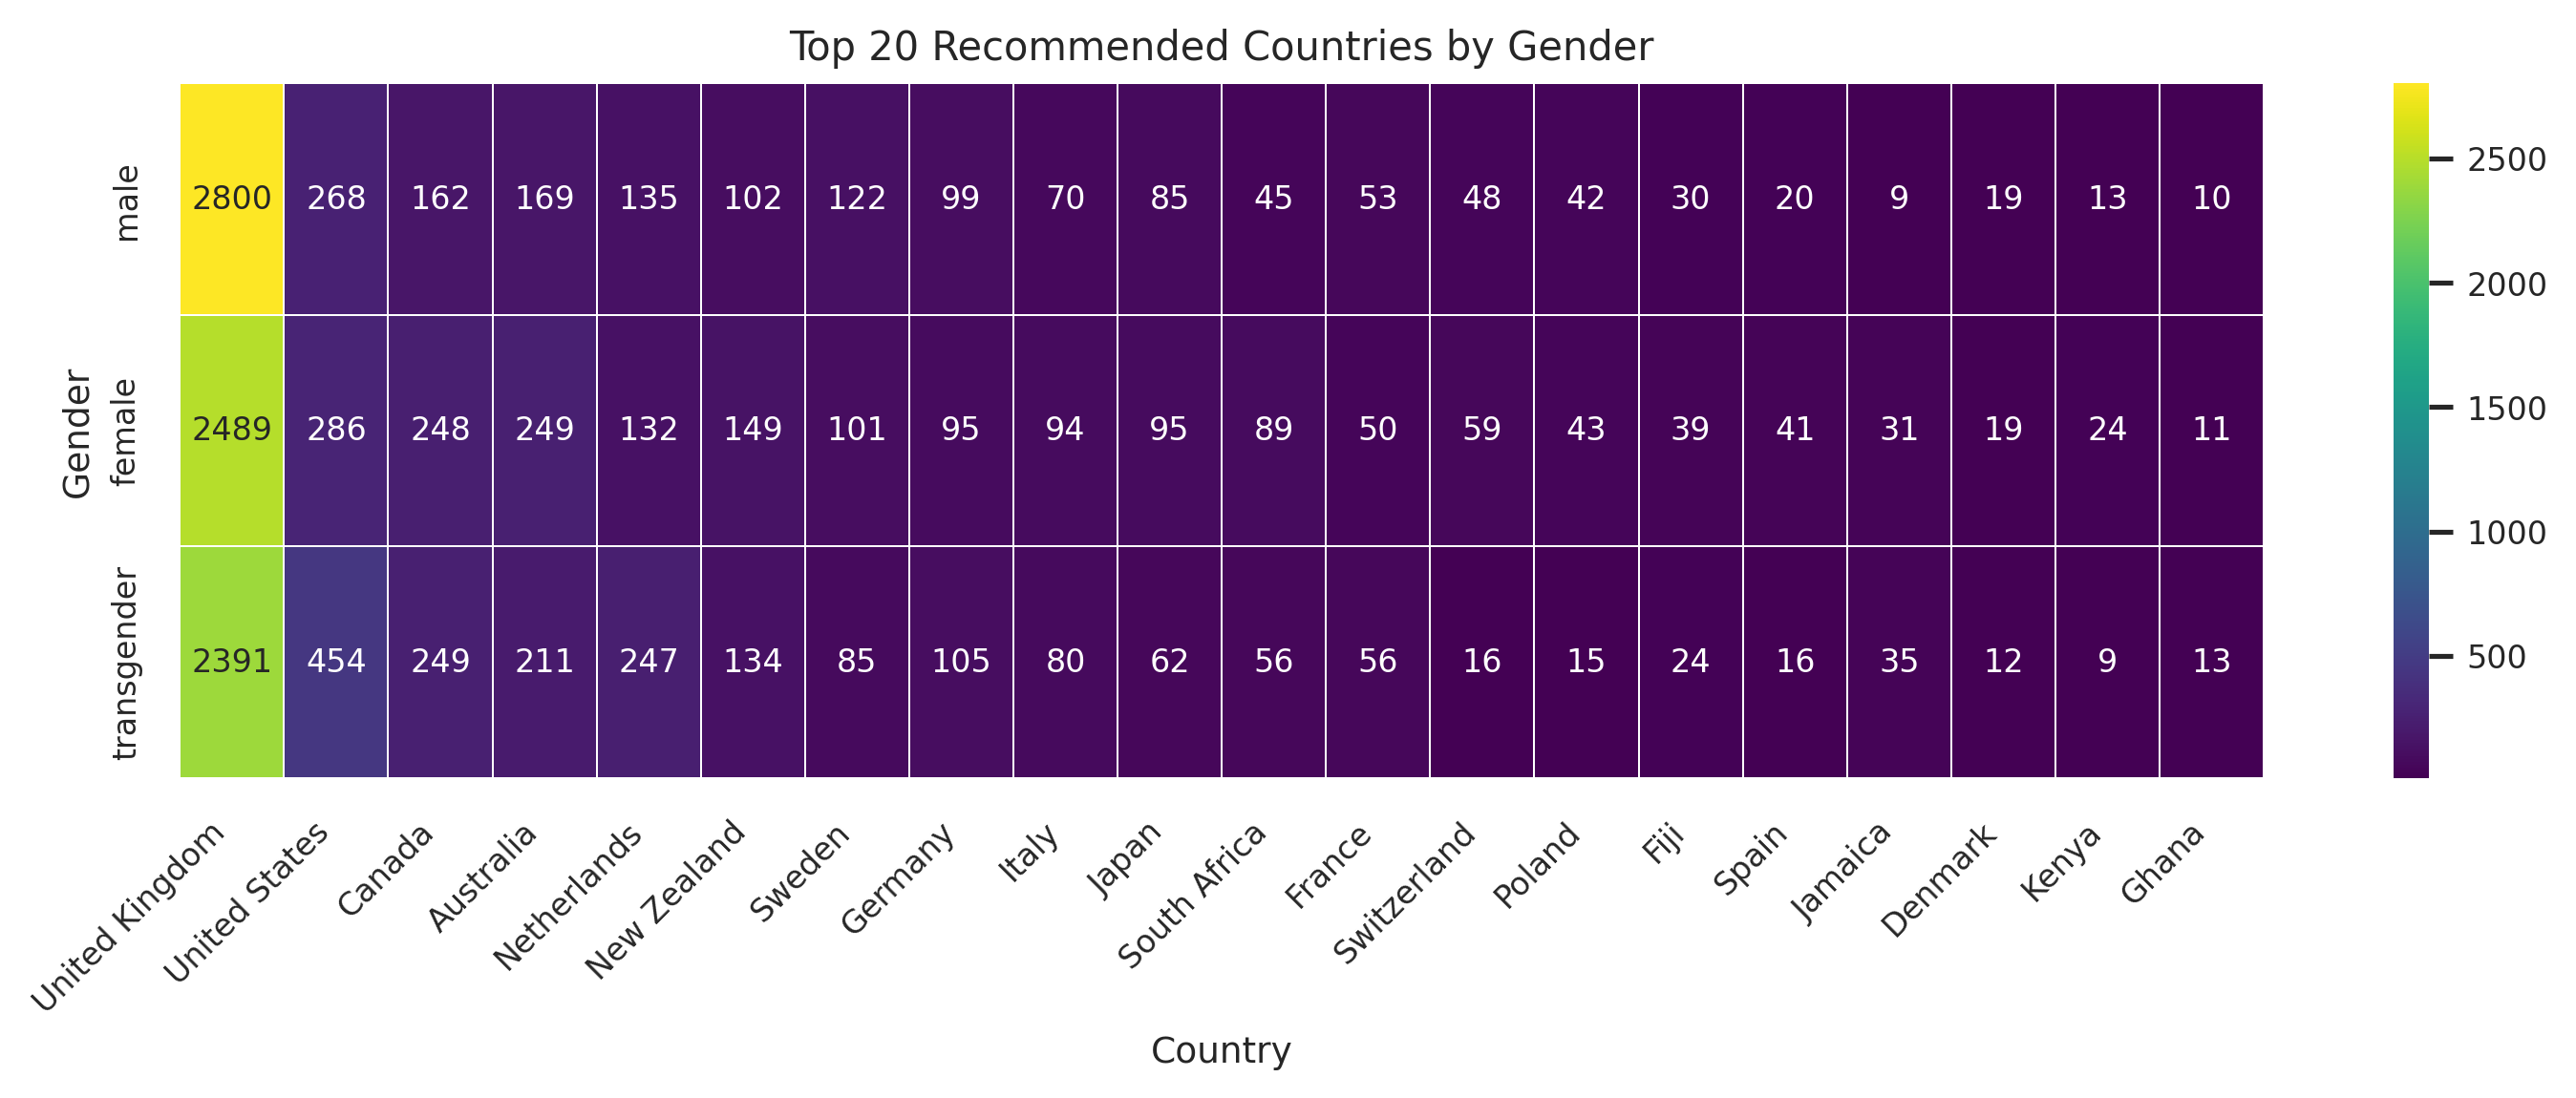 Top 20 Recommended Countries by Gender
Gender
male
2800 268 162 169 135 102 122 99 70 85 45 53 48 42 30 20 9 19 13 10
female
2489 286 248 249 132 149 101 95 94 95 89 50 59 43 39 41 31 19 24 11
transgender
2391 454 249 211 247 134 85 105 80 62 56 56 16 15 24 16 35 12 9 13
United Kingdom
United States
Canada
Australia
Netherlands
New Zealand
Sweden
Germany
Italy
Japan
South Africa
France
Switzerland
Poland
Fiji
Spain
Jamaica
Denmark
Kenya
Ghana
Country
2500
2000
1500
1000
500